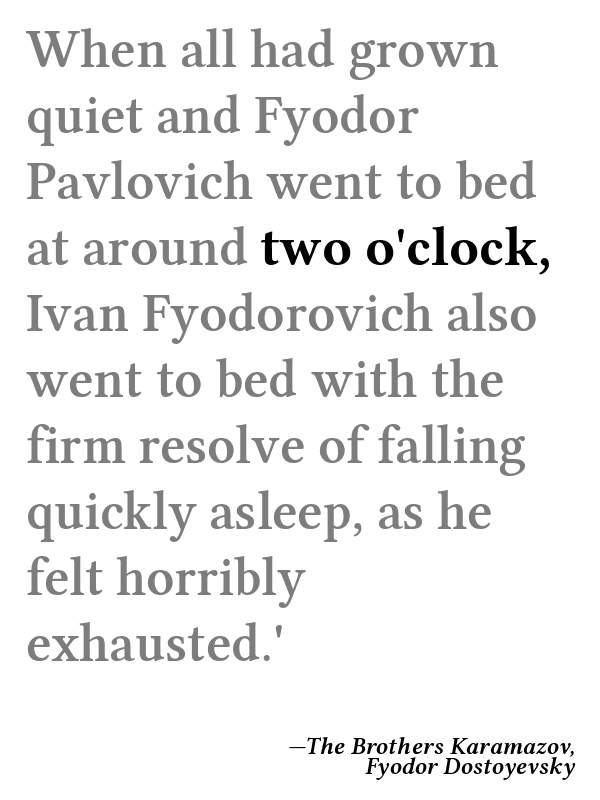 When all had grown
quiet and Fyodor
Pavlovich went to bed
at around two o'clock,
Ivan Fyodorovich also
went to bed with the
firm resolve of falling
quickly asleep, as he
felt horribly
exhausted.'
—The Brothers Karamazov,
Fyodor Dostoyevsky